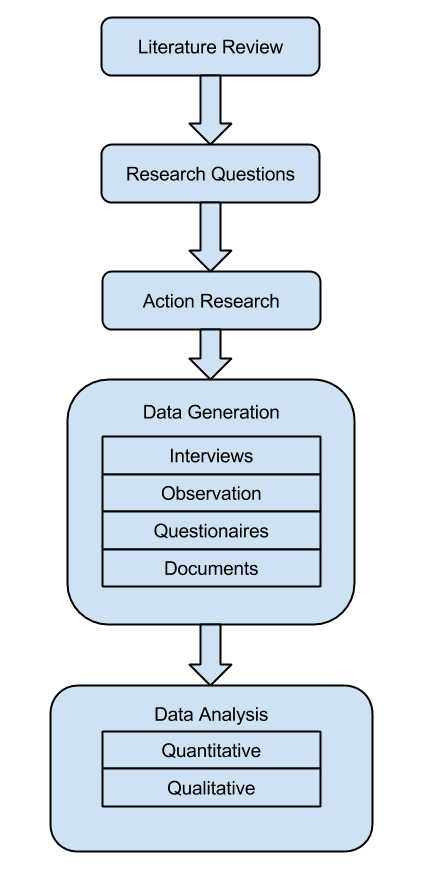 Literature Review
Research Questions
Action Research
Data Generation
Interviews
Observation
Questionaires
Documents
Data Analysis
Quantitative
Qualitative